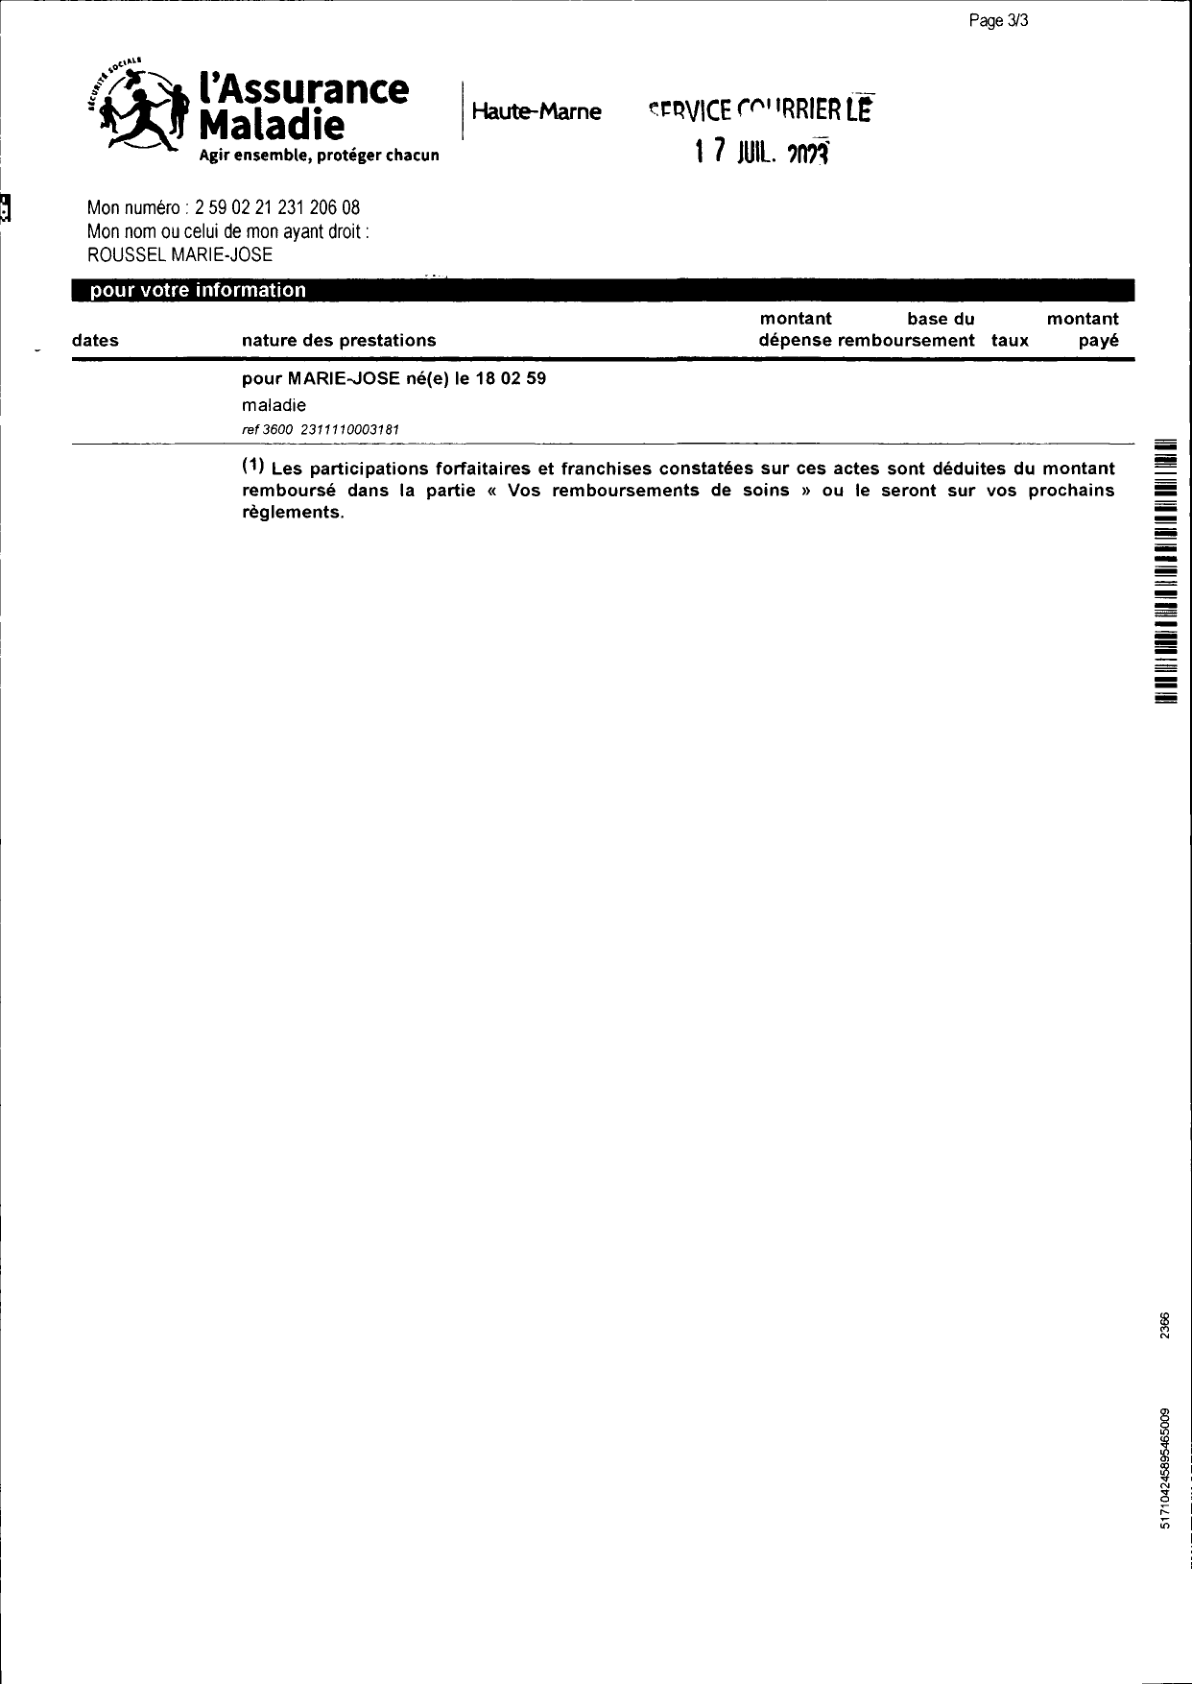 Page 3/3
SÉCURITÉ SOCIALE
l'Assurance
Maladie
Agir ensemble, protéger chacun
Haute-Marne
SERVICE COURRIER LE
17 JUIL. 2023
Mon numéro : 2 59 02 21 231 206 08
Mon nom ou celui de mon ayant droit :
ROUSSEL MARIE-JOSE
pour votre information
dates nature des prestations montant dépense base du remboursement taux montant payé
pour MARIE-JOSE né(e) le 18 02 59
maladie
ref 3600 2311110003181
(1) Les participations forfaitaires et franchises constatées sur ces actes sont déduites du montant
remboursé dans la partie « Vos remboursements de soins » ou le seront sur vos prochains
règlements.
2366
517104245895465009